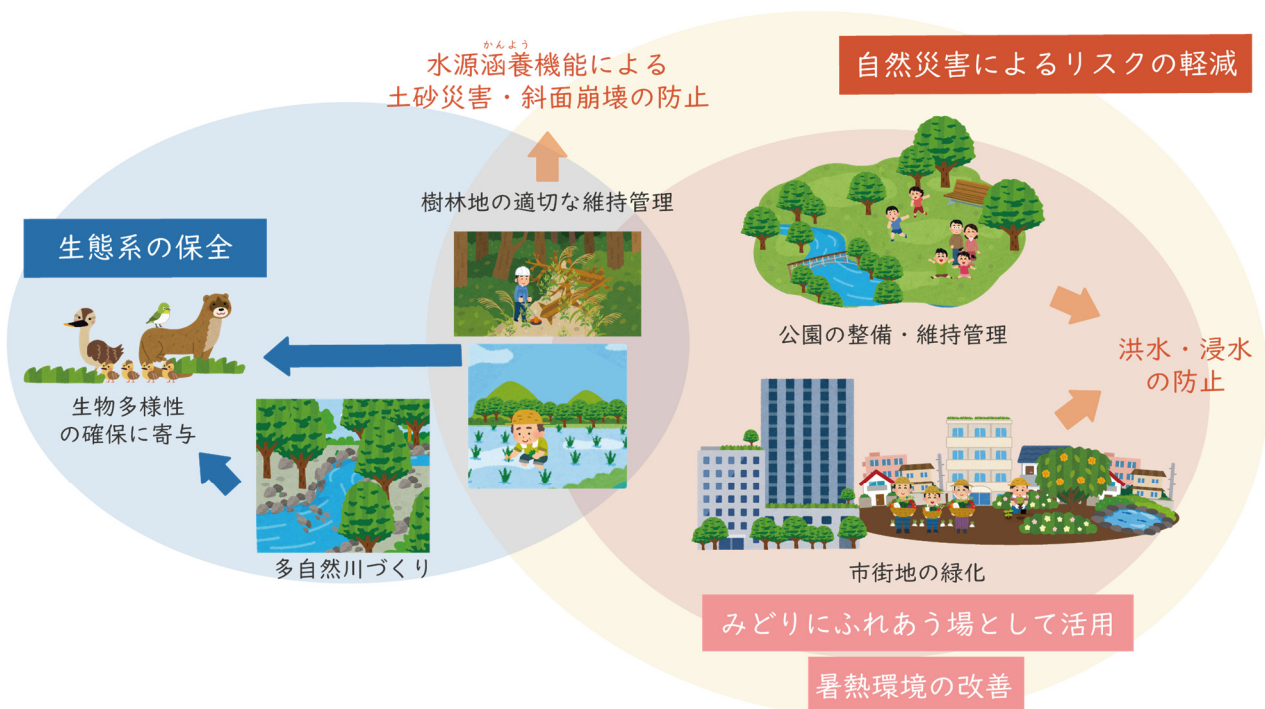 かんよう
水源涵養機能による
土砂災害・斜面崩壊の防止
自然災害によるリスクの軽減
樹林地の適切な維持管理
生態系の保全
生物多様性
の確保に寄与
多自然川づくり
公園の整備・維持管理
洪水・浸水
の防止
市街地の緑化
みどりにふれあう場として活用
暑熱環境の改善